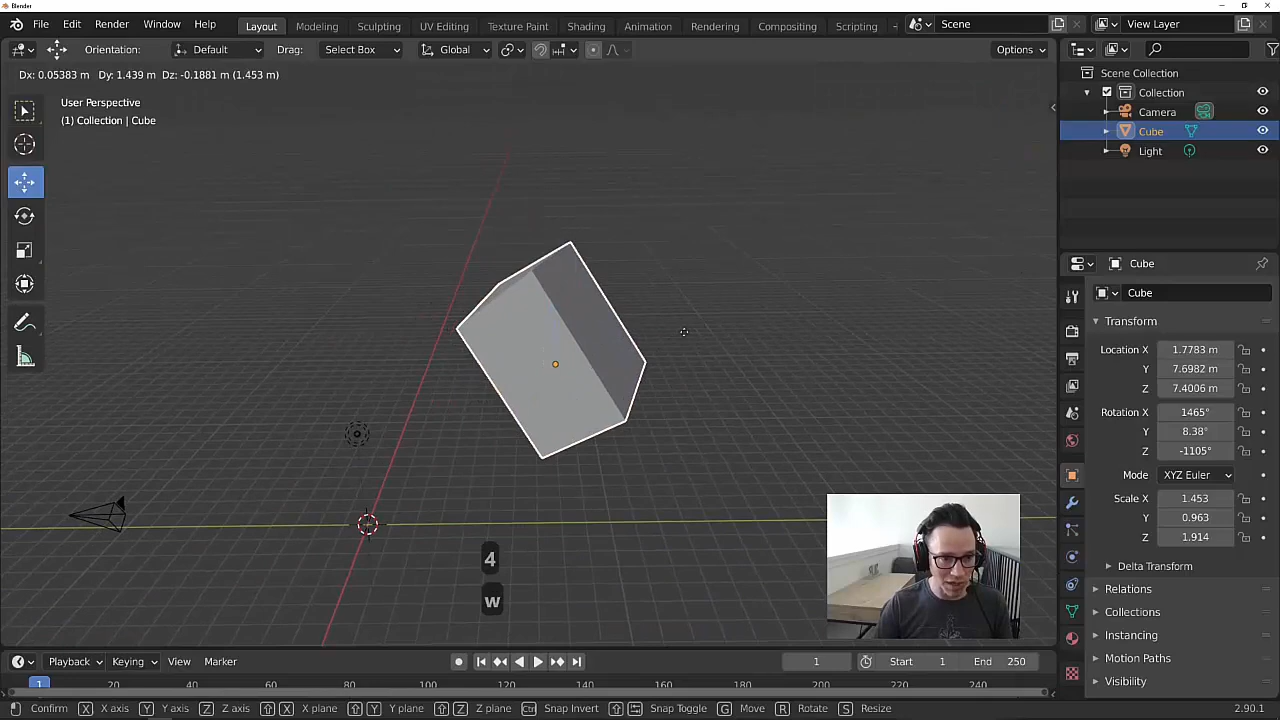 Blender
File Edit Render Window Help Layout Modeling Sculpting UV Editing Texture Paint Shading Animation Rendering Compositing Scripting Scene View Layer
Orientation: Default Drag: Select Box Global Options
Dx: 0.05383 m Dy: 1.439 m Dz: -0.1881 m (1.453 m)
User Perspective
(1) Collection | Cube
Scene Collection
Collection
Camera
Cube
Light
Cube
Cube
Transform
Location X 1.7783 m
Y 7.6982 m
Z 7.4006 m
Rotation X 1465°
Y 8.38°
Z -1105°
Mode XYZ Euler
Scale X 1.453
Y 0.963
Z 1.914
Delta Transform
Relations
Collections
Instancing
Motion Paths
Visibility
4
w
Playback Keying View Marker 1 Start 1 End 250
1 20 40 60 80 100 120 140 160 180 200 220 240
Confirm X X axis Y Y axis Z Z axis X X plane Y Y plane Z Z plane Ctrl Snap Invert Snap Toggle G Move R Rotate S Resize 2.90.1